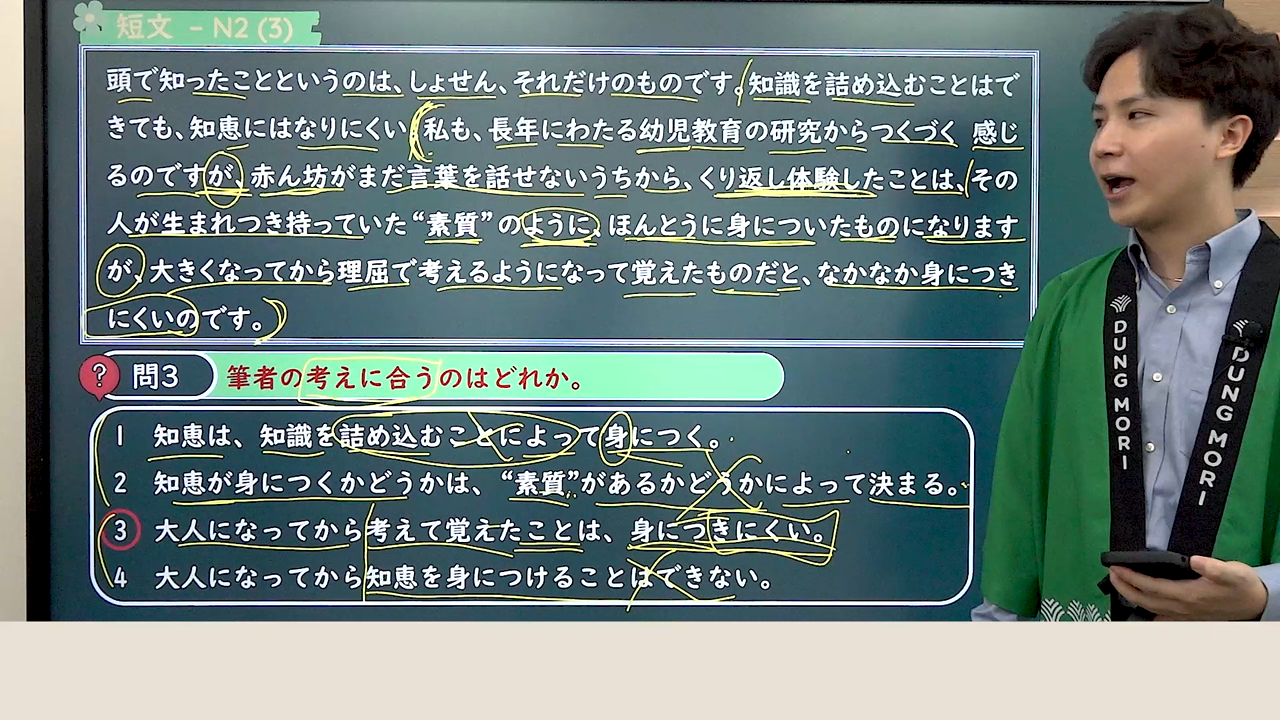 短文 - N2 (3)
頭で知ったことというのは、しょせん、それだけのものです。知識を詰め込むことはで
きても、知恵にはなりにくい。私も、長年にわたる幼児教育の研究からつくづく 感じ
るのですが、赤ん坊がまだ言葉を話せないうちから、くり返し体験したことは、その
人が生まれつき持っていた“素質”のように、ほんとうに身についたものになります
が、大きくなってから理屈で考えるようになって覚えたものだと、なかなか身につき
にくいのです。
? 問3 筆者の考えに合うのはどれか。
1 知恵は、知識を詰め込むことによって身につく。
2 知恵が身につくかどうかは、“素質”があるかどうかによって決まる。
3 大人になってから考えて覚えたことは、身につきにくい。
4 大人になってから知恵を身につけることはできない。
DUNG MORI
DUNG MORI